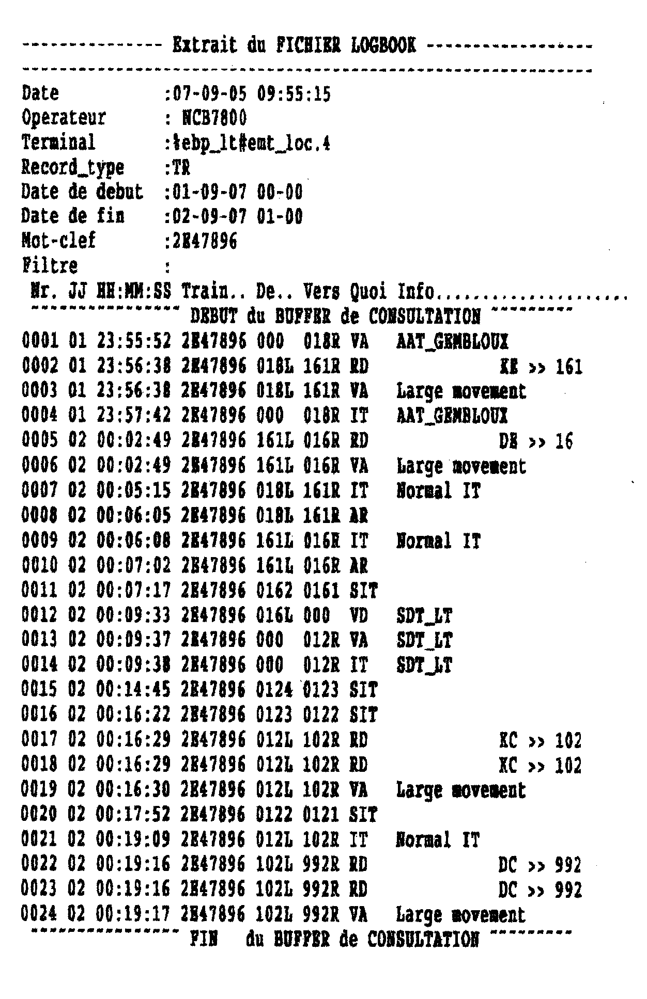 --------------- Extrait du FICHIER LOGBOOK ------------------
-------------------------------------------------------------
Date :07-09-05 09:55:15
Operateur : NCB7800
Terminal :%ebp_lt#emt_loc.4
Record_type :TR
Date de debut :01-09-07 00-00
Date de fin :02-09-07 01-00
Mot-clef :2E47896
Filtre :
Nr. JJ HH:MM:SS Train.. De.. Vers Quoi Info.....................
---------------- DEBUT du BUFFER de CONSULTATION ---------
0001 01 23:55:52 2E47896 000 018R VA AAT_GEMBLOUX
0002 01 23:56:38 2E47896 018L 161R RD KE >> 161
0003 01 23:56:38 2E47896 018L 161R VA Large movement
0004 01 23:57:42 2E47896 000 018R IT AAT_GEMBLOUX
0005 02 00:02:49 2E47896 161L 016R RD DE >> 16
0006 02 00:02:49 2E47896 161L 016R VA Large movement
0007 02 00:05:15 2E47896 018L 161R IT Normal IT
0008 02 00:06:05 2E47896 018L 161R AR
0009 02 00:06:08 2E47896 161L 016R IT Normal IT
0010 02 00:07:02 2E47896 161L 016R AR
0011 02 00:07:17 2E47896 0162 0161 SIT
0012 02 00:09:33 2E47896 016L 000 VD SDT_LT
0013 02 00:09:37 2E47896 000 012R VA SDT_LT
0014 02 00:09:38 2E47896 000 012R IT SDT_LT
0015 02 00:14:45 2E47896 0124 0123 SIT
0016 02 00:16:22 2E47896 0123 0122 SIT
0017 02 00:16:29 2E47896 012L 102R RD KC >> 102
0018 02 00:16:29 2E47896 012L 102R RD KC >> 102
0019 02 00:16:30 2E47896 012L 102R VA Large movement
0020 02 00:17:52 2E47896 0122 0121 SIT
0021 02 00:19:09 2E47896 012L 102R IT Normal IT
0022 02 00:19:16 2E47896 102L 992R RD DC >> 992
0023 02 00:19:16 2E47896 102L 992R RD DC >> 992
0024 02 00:19:17 2E47896 102L 992R VA Large movement
---------------- FIN du BUFFER de CONSULTATION ---------